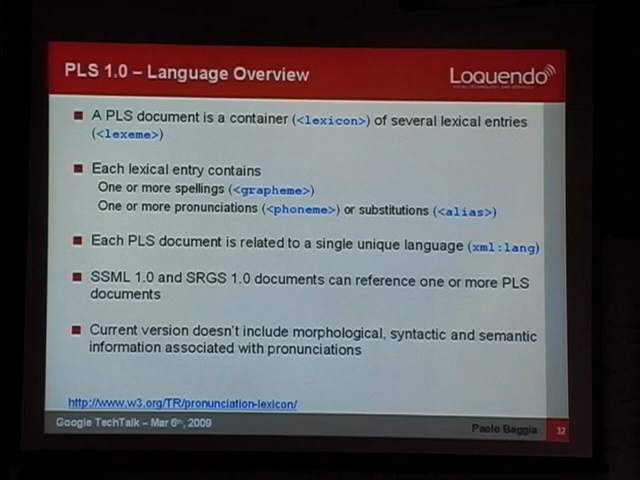 PLS 1.0 – Language Overview
Loquendo
A PLS document is a container (<lexicon>) of several lexical entries
(<lexeme>)
Each lexical entry contains
One or more spellings (<grapheme>)
One or more pronunciations (<phoneme>) or substitutions (<alias>)
Each PLS document is related to a single unique language (xml:lang)
SSML 1.0 and SRGS 1.0 documents can reference one or more PLS
documents
Current version doesn't include morphological, syntactic and semantic
information associated with pronunciations
http://www.w3.org/TR/pronunciation-lexicon/
Google TechTalk – Mar 6th, 2009
Paolo Baggia